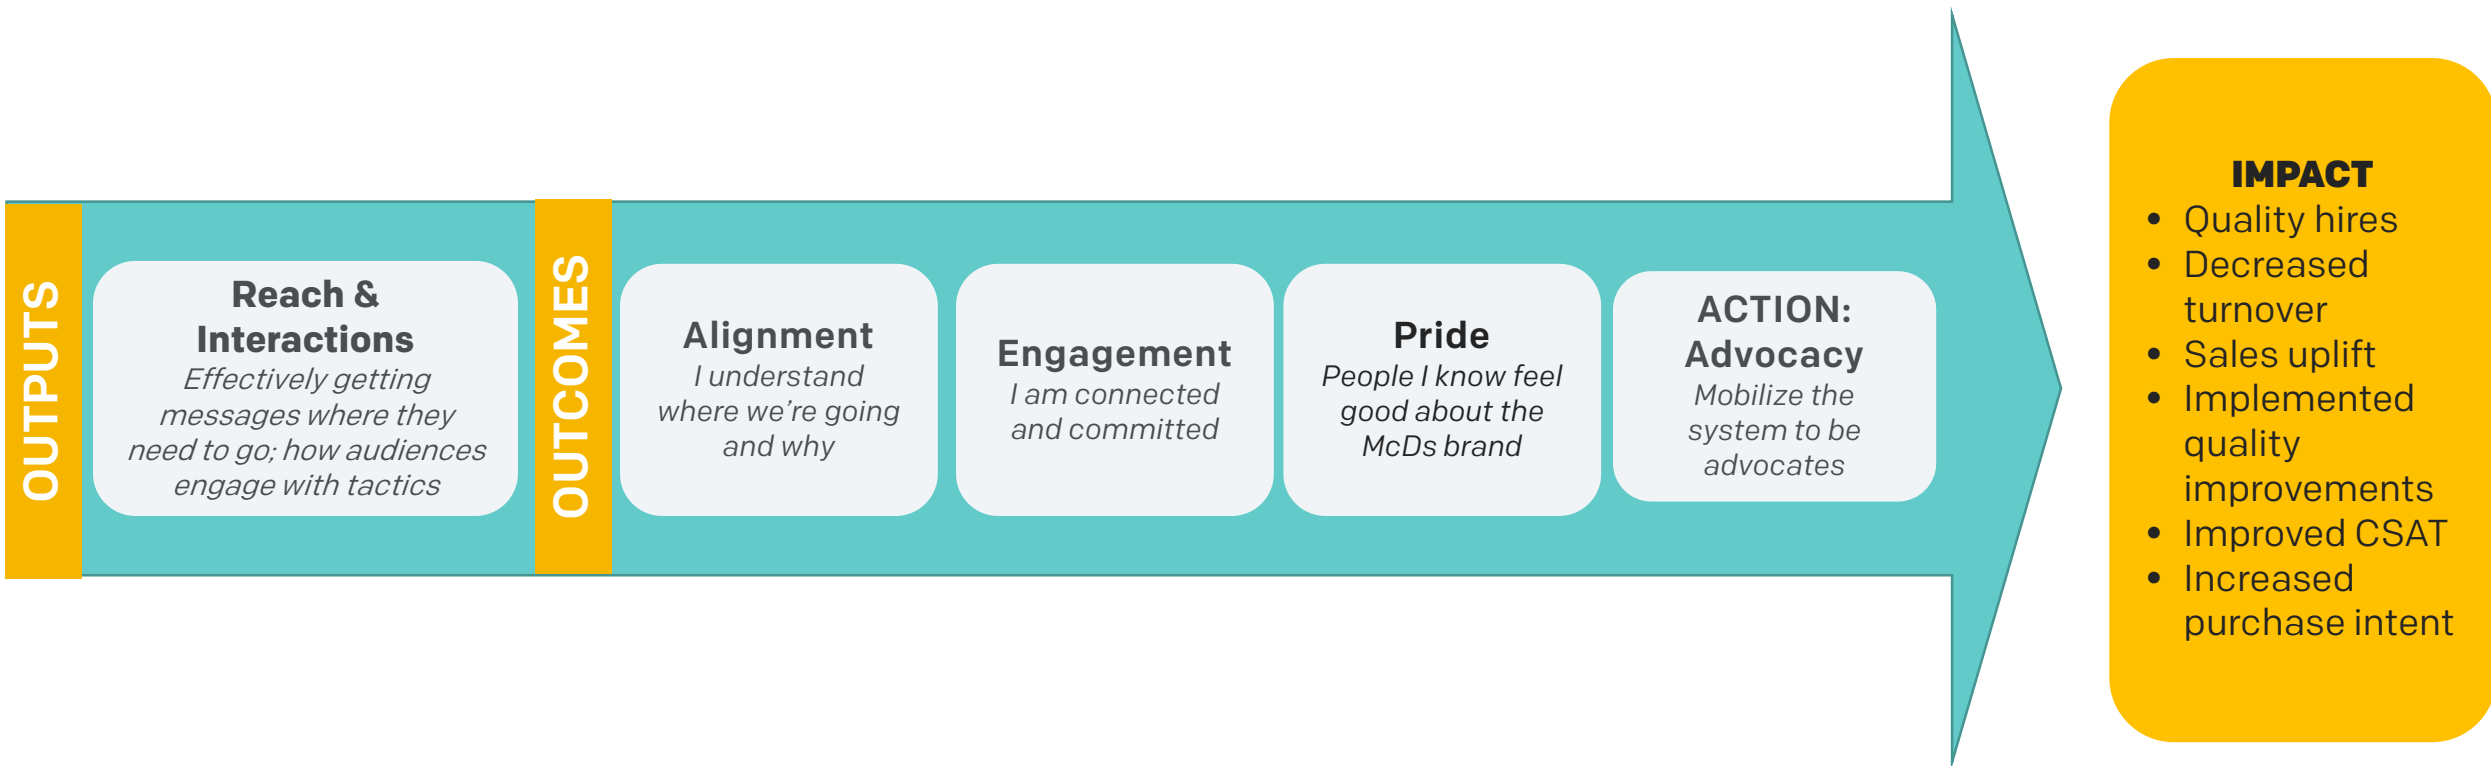 OUTPUTS
Reach &
Interactions
Effectively getting
messages where they
need to go; how audiences
engage with tactics
OUTCOMES
Alignment
I understand
where we’re going
and why
Engagement
I am connected
and committed
Pride
People I know feel
good about the
McDs brand
ACTION:
Advocacy
Mobilize the
system to be
advocates
IMPACT
• Quality hires
• Decreased
turnover
• Sales uplift
• Implemented
quality
improvements
• Improved CSAT
• Increased
purchase intent